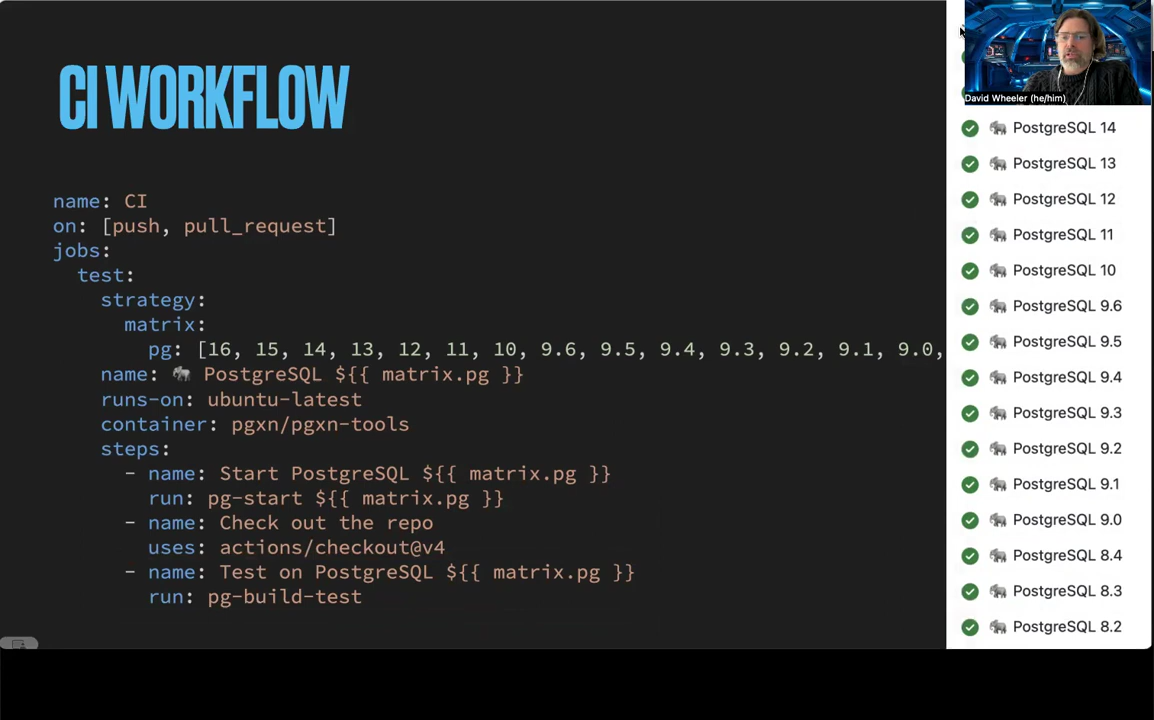 CI WORKFLOW
name: CI
on: [push, pull_request]
jobs:
test:
strategy:
matrix:
pg: [16, 15, 14, 13, 12, 11, 10, 9.6, 9.5, 9.4, 9.3, 9.2, 9.1, 9.0,
name: 🐘 PostgreSQL ${{ matrix.pg }}
runs-on: ubuntu-latest
container: pgxn/pgxn-tools
steps:
- name: Start PostgreSQL ${{ matrix.pg }}
run: pg-start ${{ matrix.pg }}
- name: Check out the repo
uses: actions/checkout@v4
- name: Test on PostgreSQL ${{ matrix.pg }}
run: pg-build-test
David Wheeler (he/him)
🐘 PostgreSQL 14
🐘 PostgreSQL 13
🐘 PostgreSQL 12
🐘 PostgreSQL 11
🐘 PostgreSQL 10
🐘 PostgreSQL 9.6
🐘 PostgreSQL 9.5
🐘 PostgreSQL 9.4
🐘 PostgreSQL 9.3
🐘 PostgreSQL 9.2
🐘 PostgreSQL 9.1
🐘 PostgreSQL 9.0
🐘 PostgreSQL 8.4
🐘 PostgreSQL 8.3
🐘 PostgreSQL 8.2